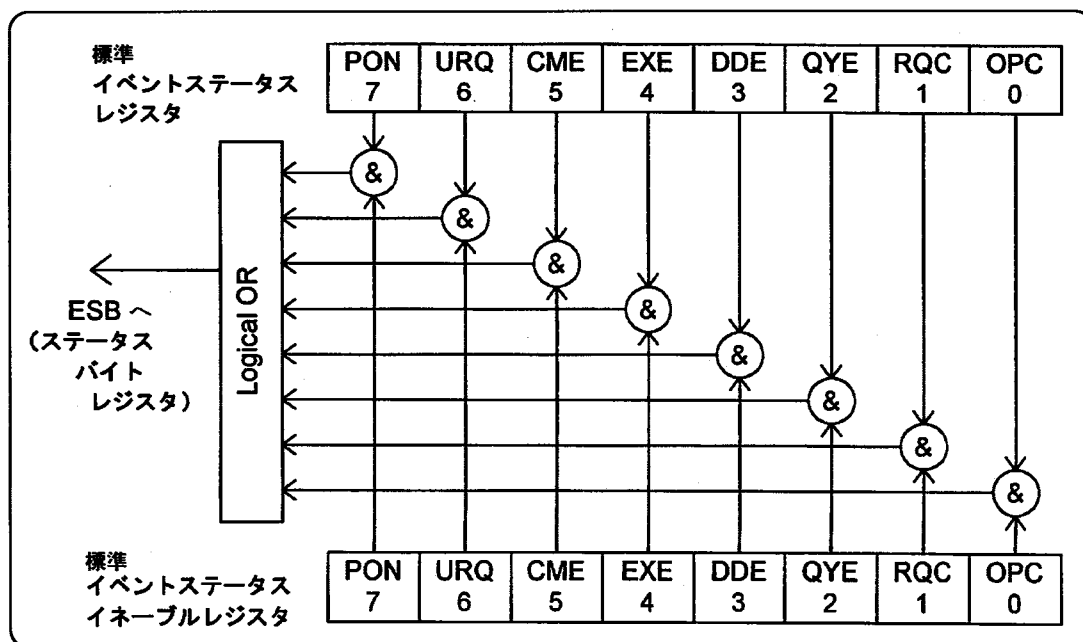 標準
イベントステータス
レジスタ
PON URQ CME EXE DDE QYE RQC OPC
7 6 5 4 3 2 1 0
&
&
&
&
&
&
&
&
Logical OR
ESB へ
(ステータス
バイト
レジスタ)
標準
イベントステータス
イネーブルレジスタ
PON URQ CME EXE DDE QYE RQC OPC
7 6 5 4 3 2 1 0